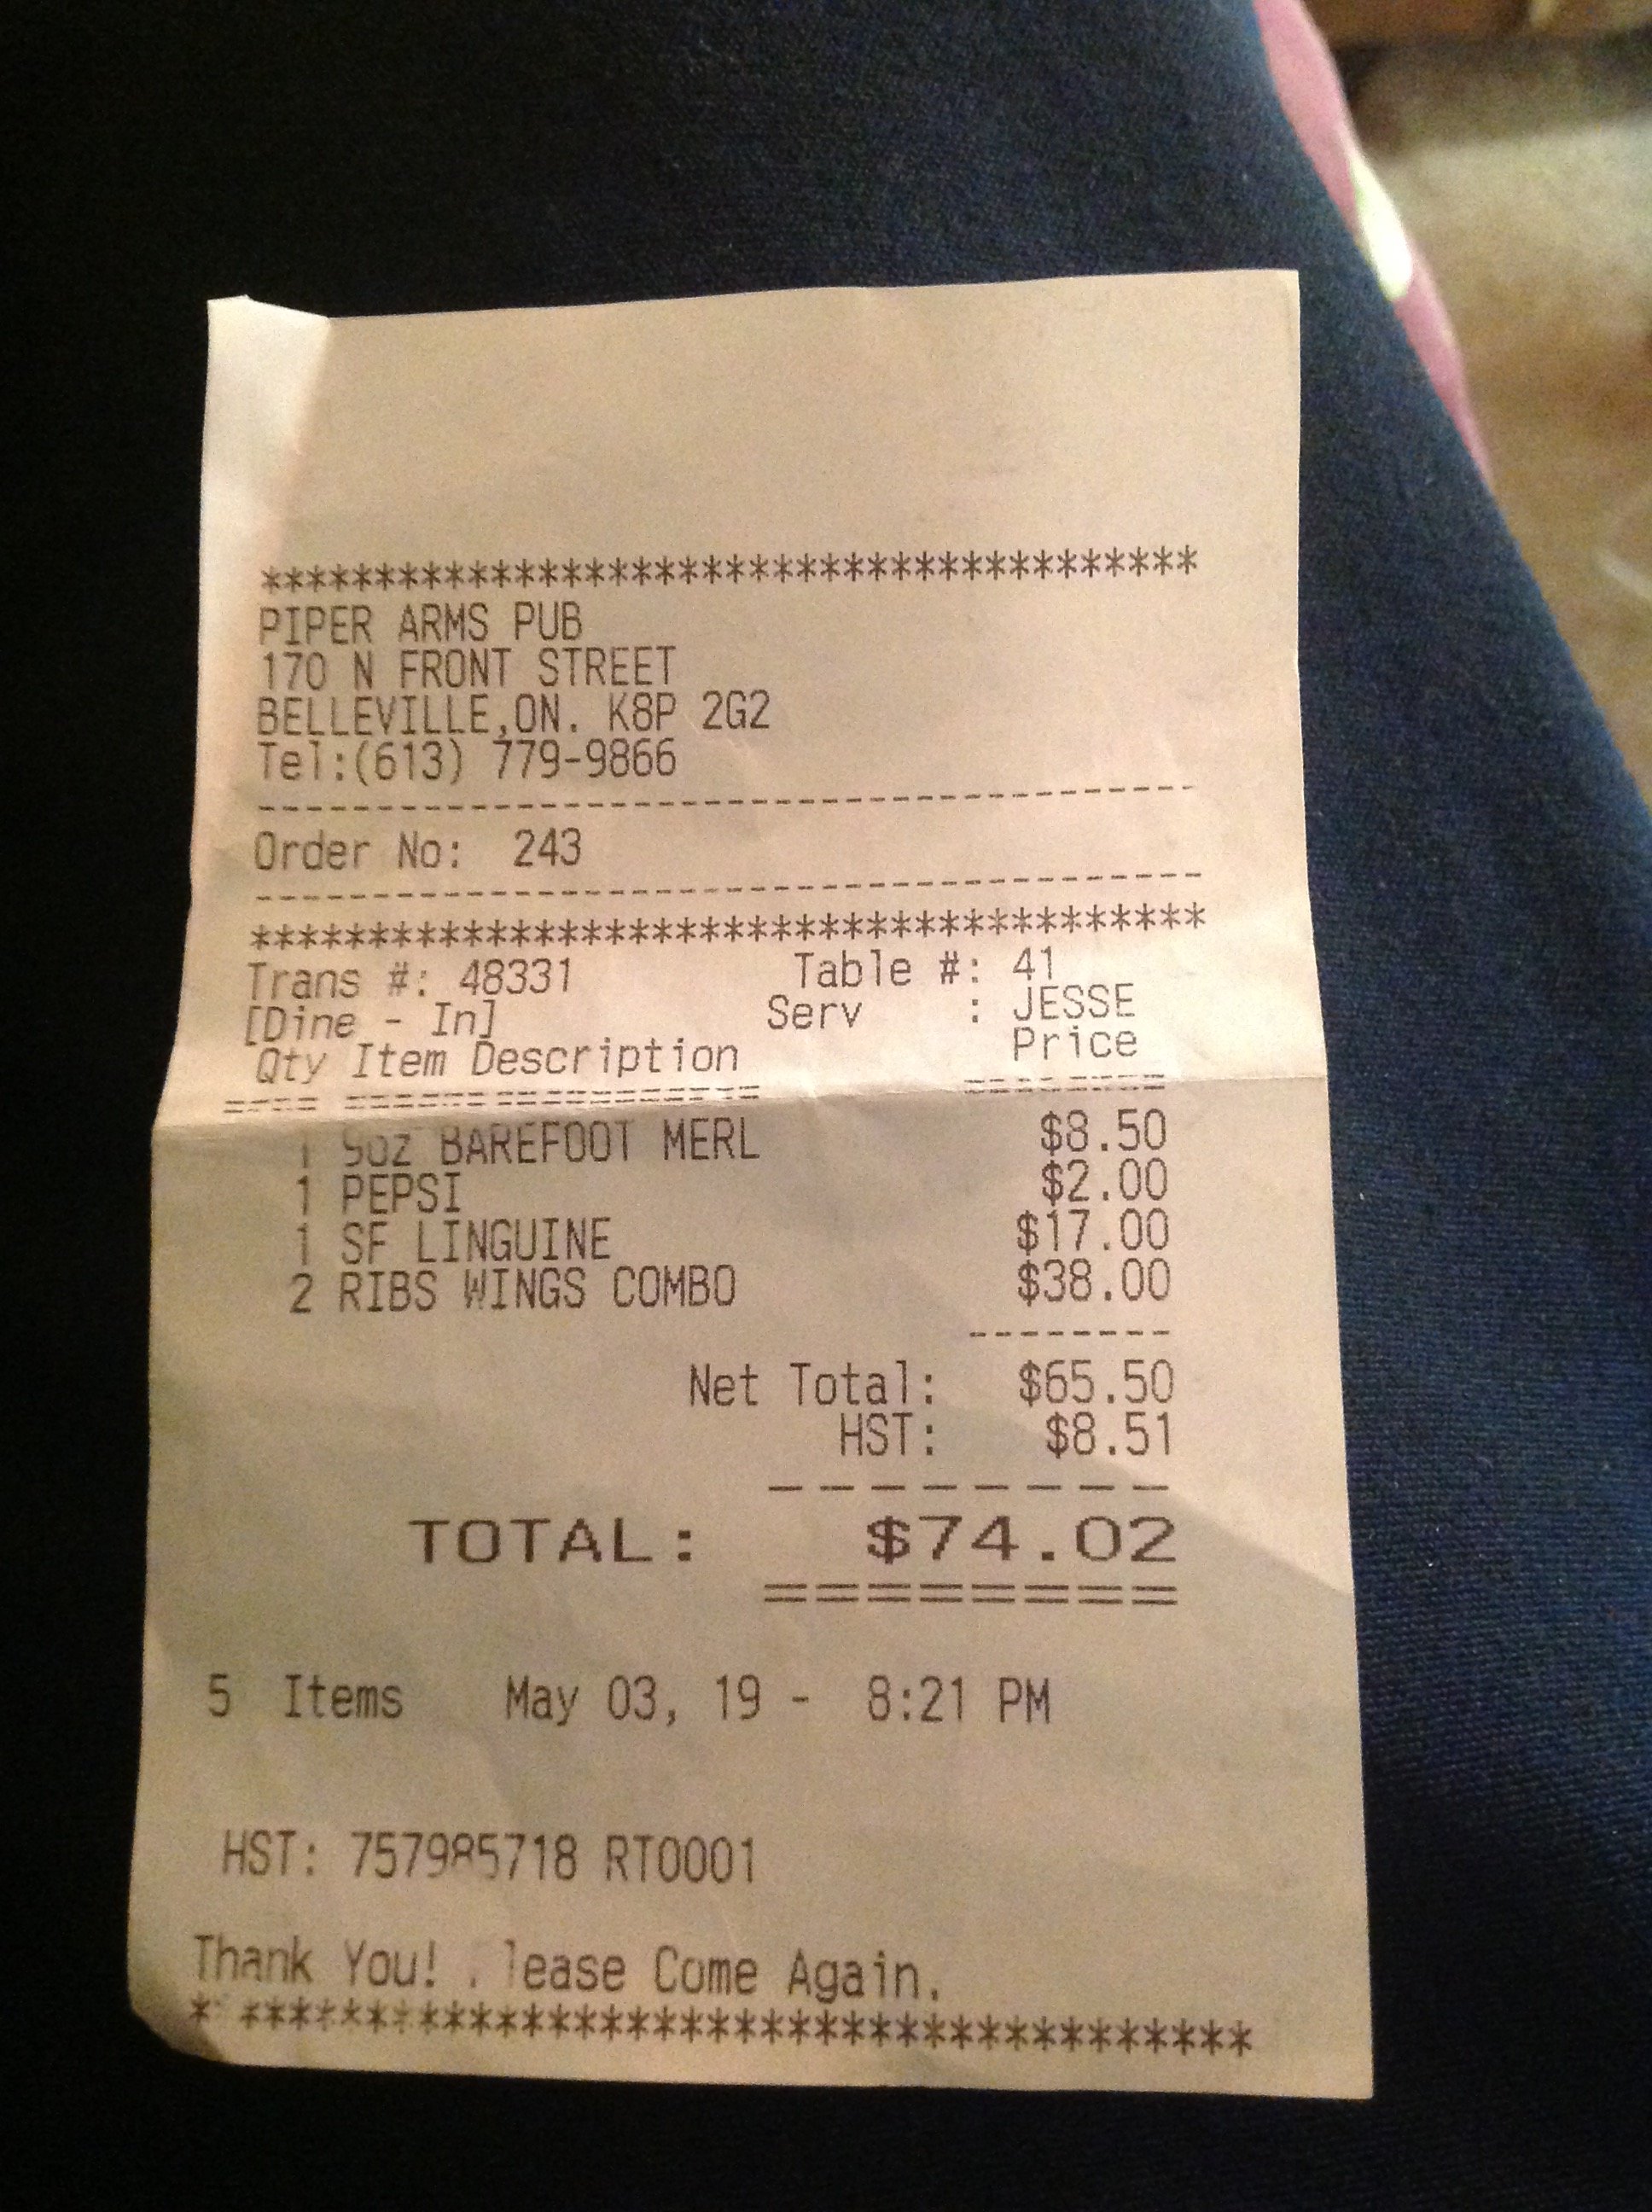 *****************************************
PIPER ARMS PUB
170 N FRONT STREET
BELLEVILLE,ON. K8P 2G2
Tel:(613) 779-9866
----------------------------------------
Order No: 243
----------------------------------------
*****************************************
Trans #: 48331 Table #: 41
[Dine - In] Serv : JESSE
Qty Item Description Price
==== ================ ========
1 9oz BAREFOOT MERL $8.50
1 PEPSI $2.00
1 SF LINGUINE $17.00
2 RIBS WINGS COMBO $38.00
--------
Net Total: $65.50
HST: $8.51
--------
TOTAL: $74.02
========
5 Items May 03, 19 - 8:21 PM
HST: 757985718 RT0001
Thank You! lease Come Again.
* ***************************************